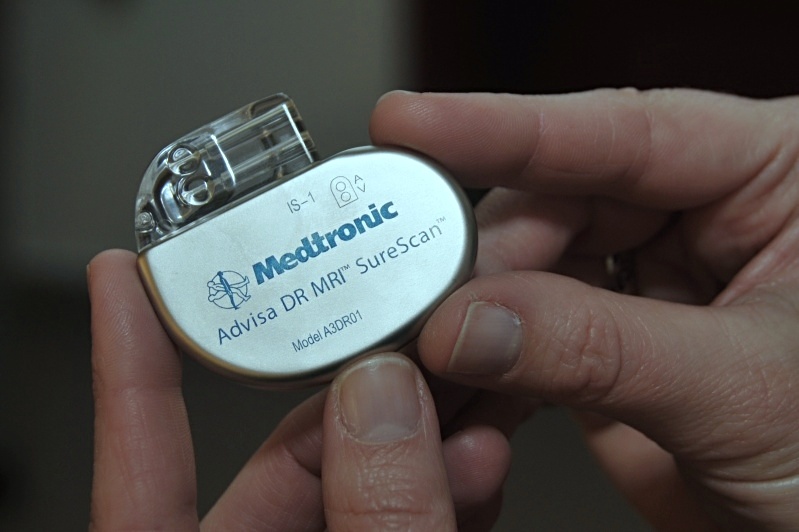 IS–1 A
V
Medtronic
Advisa DR MRI™ SureScan™
Model A3DR01